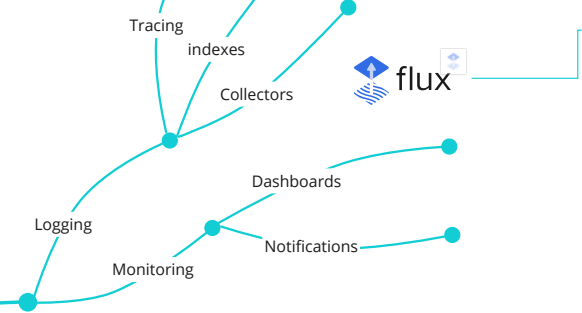 Tracing
indexes
Collectors
flux
Dashboards
Logging
Notifications
Monitoring